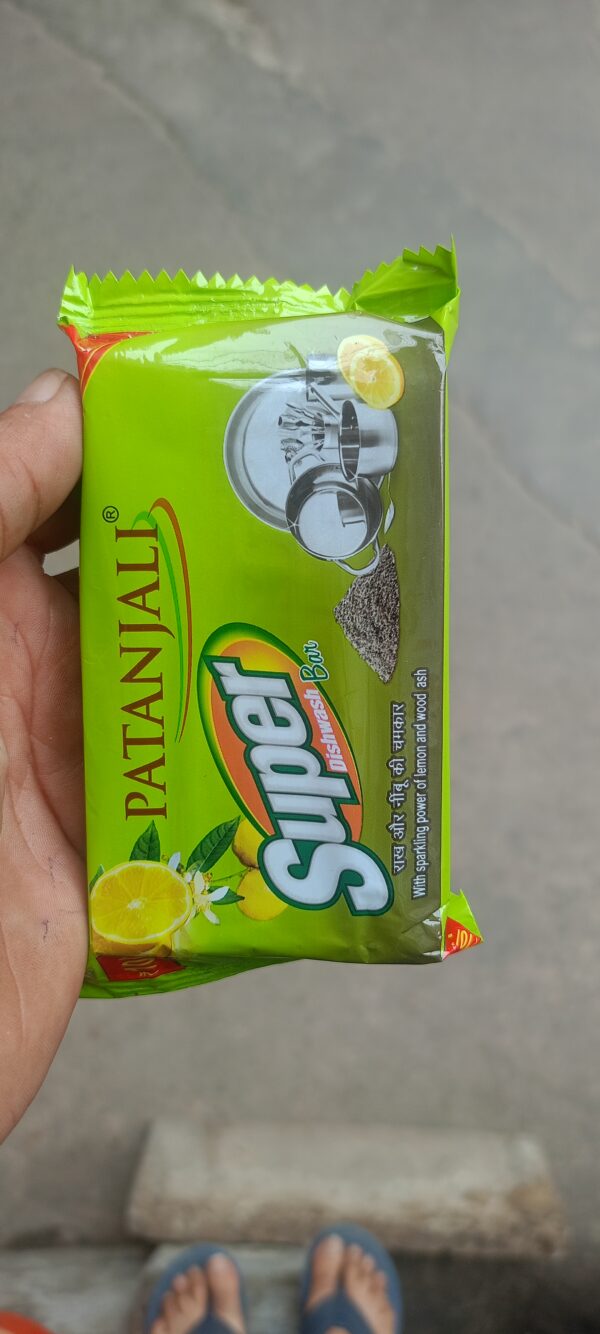 PATANJALI®
Super
Dishwash Bar
राख और नींबू की चमकार
With sparkling power of lemon and wood ash